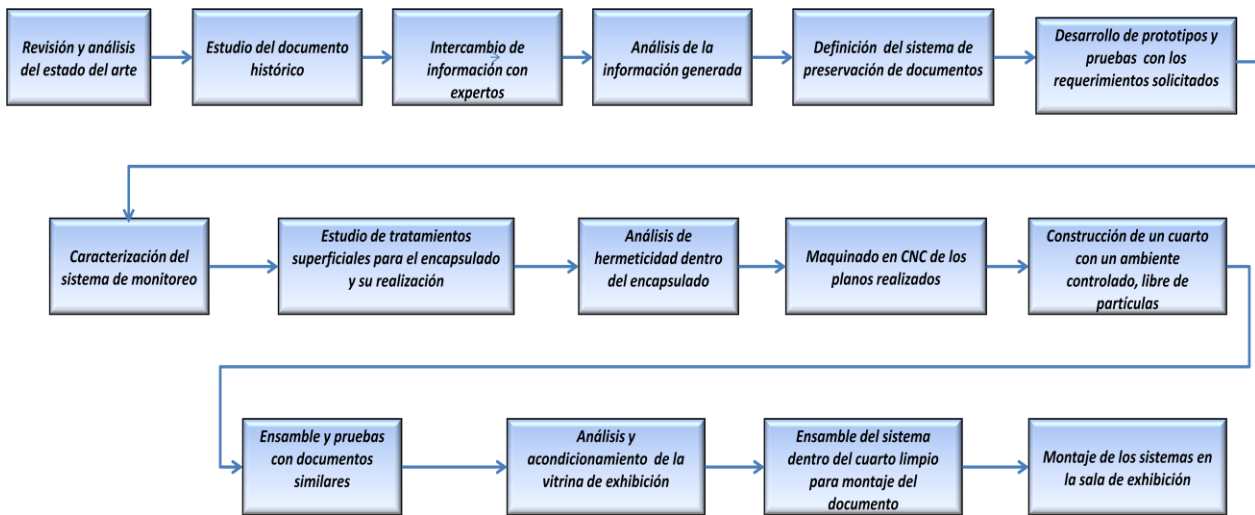 Revisión y análisis
del estado del arte
Estudio del documento
histórico
Intercambio de
información con
expertos
Análisis de la
información generada
Definición del sistema de
preservación de documentos
Desarrollo de prototipos y
pruebas con los
requerimientos solicitados
Caracterización del
sistema de monitoreo
Estudio de tratamientos
superficiales para el encapsulado
y su realización
Análisis de
hermeticidad dentro
del encapsulado
Maquinado en CNC de los
planos realizados
Construcción de un cuarto
con un ambiente
controlado, libre de
partículas
Ensamble y pruebas
con documentos
similares
Análisis y
acondicionamiento de la
vitrina de exhibición
Ensamble del sistema
dentro del cuarto limpio
para montaje del
documento
Montaje de los sistemas en
la sala de exhibición